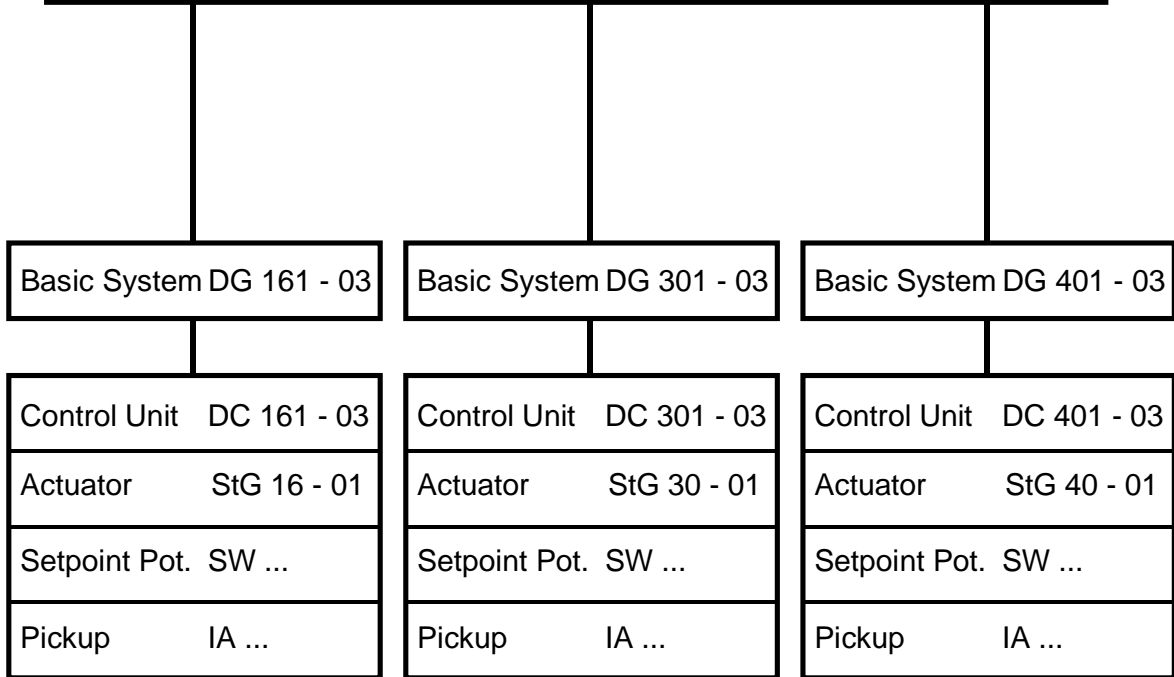 Basic System DG 161 - 03
Basic System DG 301 - 03
Basic System DG 401 - 03
Control Unit DC 161 - 03
Actuator StG 16 - 01
Setpoint Pot. SW ...
Pickup IA ...
Control Unit DC 301 - 03
Actuator StG 30 - 01
Setpoint Pot. SW ...
Pickup IA ...
Control Unit DC 401 - 03
Actuator StG 40 - 01
Setpoint Pot. SW ...
Pickup IA ...